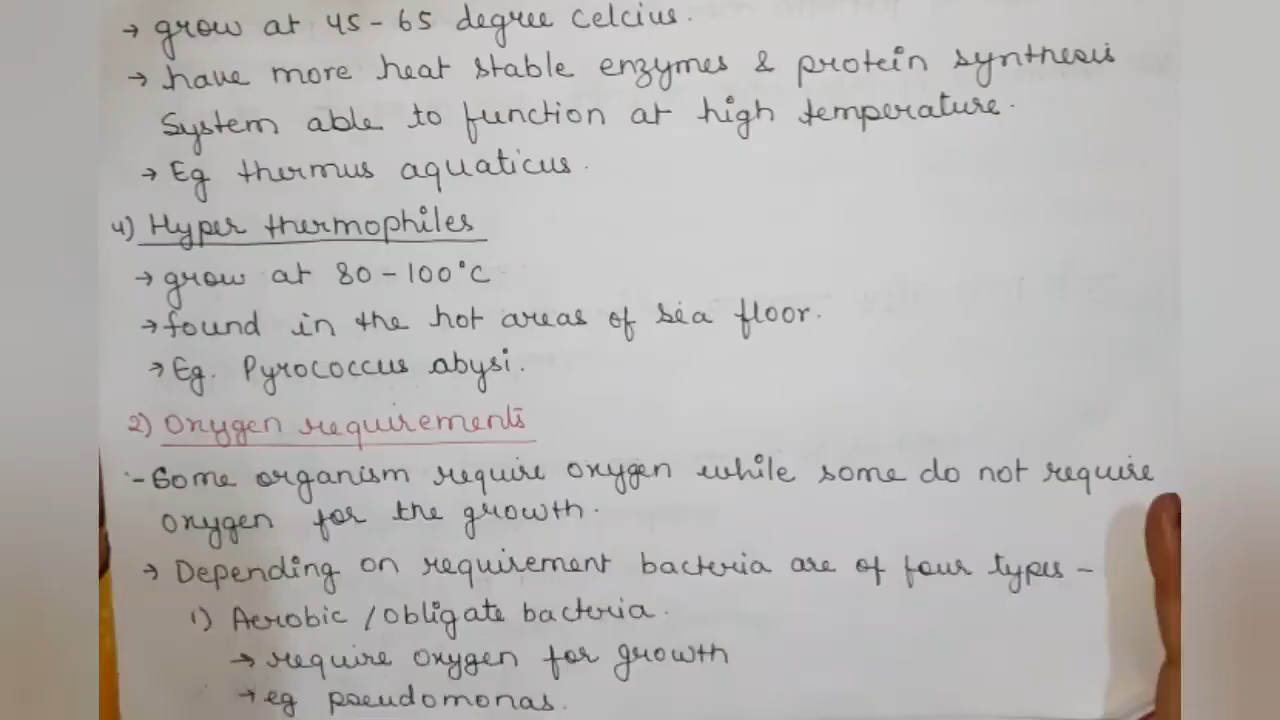 → grow at 45 - 65 degree celcius.
→ have more heat stable enzymes & protein synthesis
System able to function at high temperature.
→ Eg thermus aquaticus.
4) Hyper thermophiles
→ grow at 80 - 100°C
→ found in the hot areas of sea floor.
→ Eg. Pyrococcus abysi.
2) Oxygen requirements
- Some organism require oxygen while some do not require
oxygen for the growth.
→ Depending on requirement bacteria are of four types -
1) Aerobic / obligate bacteria.
→ require oxygen for growth
→ eg pseudomonas.